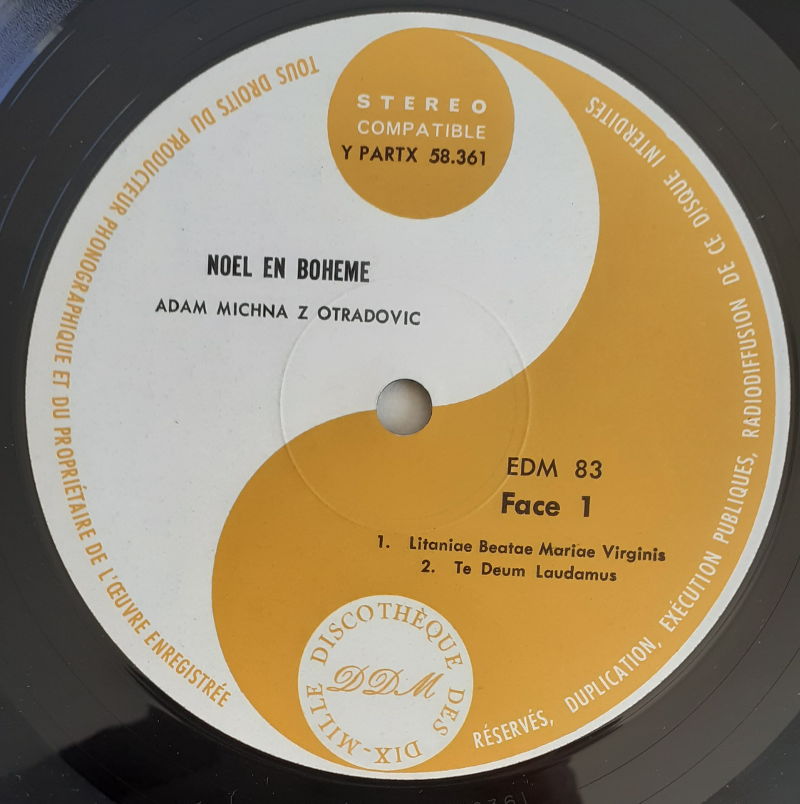 STEREO
COMPATIBLE
Y PARTX 58.361
NOEL EN BOHEME
ADAM MICHNA Z OTRADOVIC
EDM 83
Face 1
1. Litaniae Beatae Mariae Virginis
2. Te Deum Laudamus
DISCOTHÈQUE DES DIX-MILLE
DDM
TOUS DROITS DU PRODUCTEUR PHONOGRAPHIQUE ET DU PROPRIÉTAIRE DE L'ŒUVRE ENREGISTRÉE
RÉSERVÉS, DUPLICATION, EXÉCUTION PUBLIQUES, RADIODIFFUSION DE CE DISQUE INTERDITES